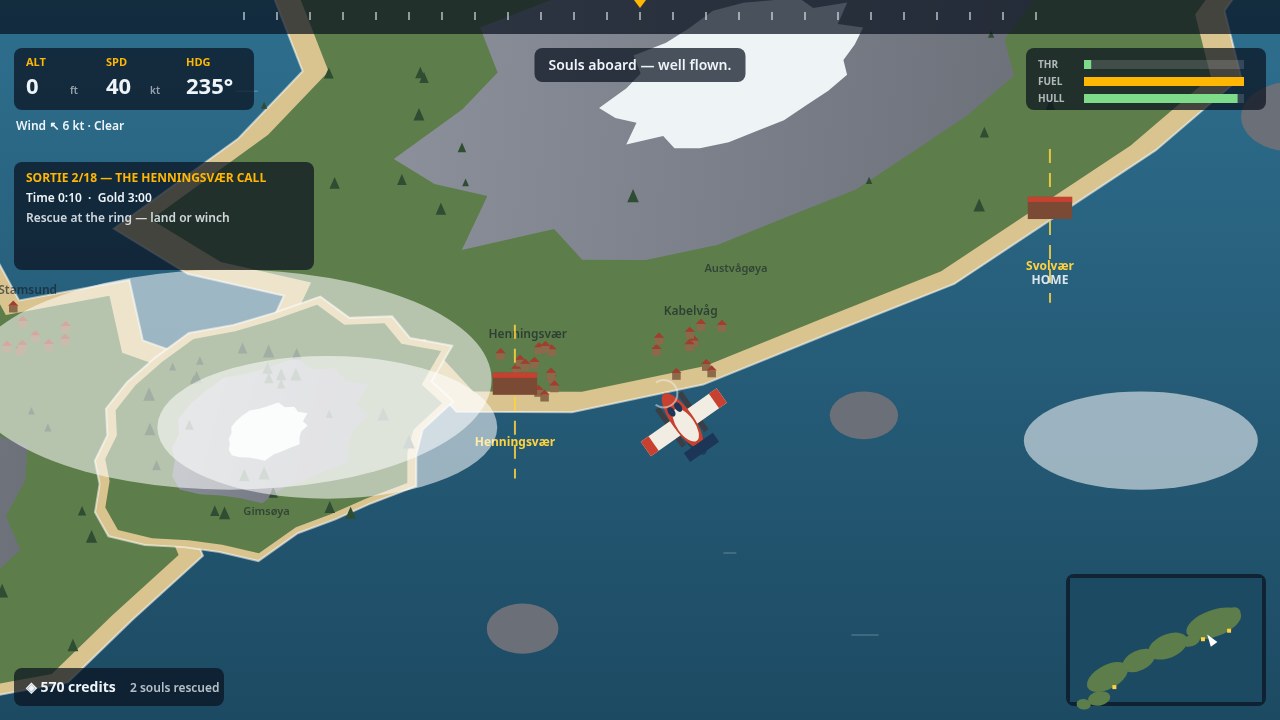 ALT SPD HDG
0 ft 40 kt 235°
Wind ↖ 6 kt · Clear
SORTIE 2/18 — THE HENNINGSVÆR CALL
Time 0:10 · Gold 3:00
Rescue at the ring — land or winch
Souls aboard — well flown.
THR
FUEL
HULL
Stamsund
Austvågøya
Svolvær
HOME
Kabelvåg
Henningsvær
Henningsvær
Gimsøya
◈ 570 credits 2 souls rescued